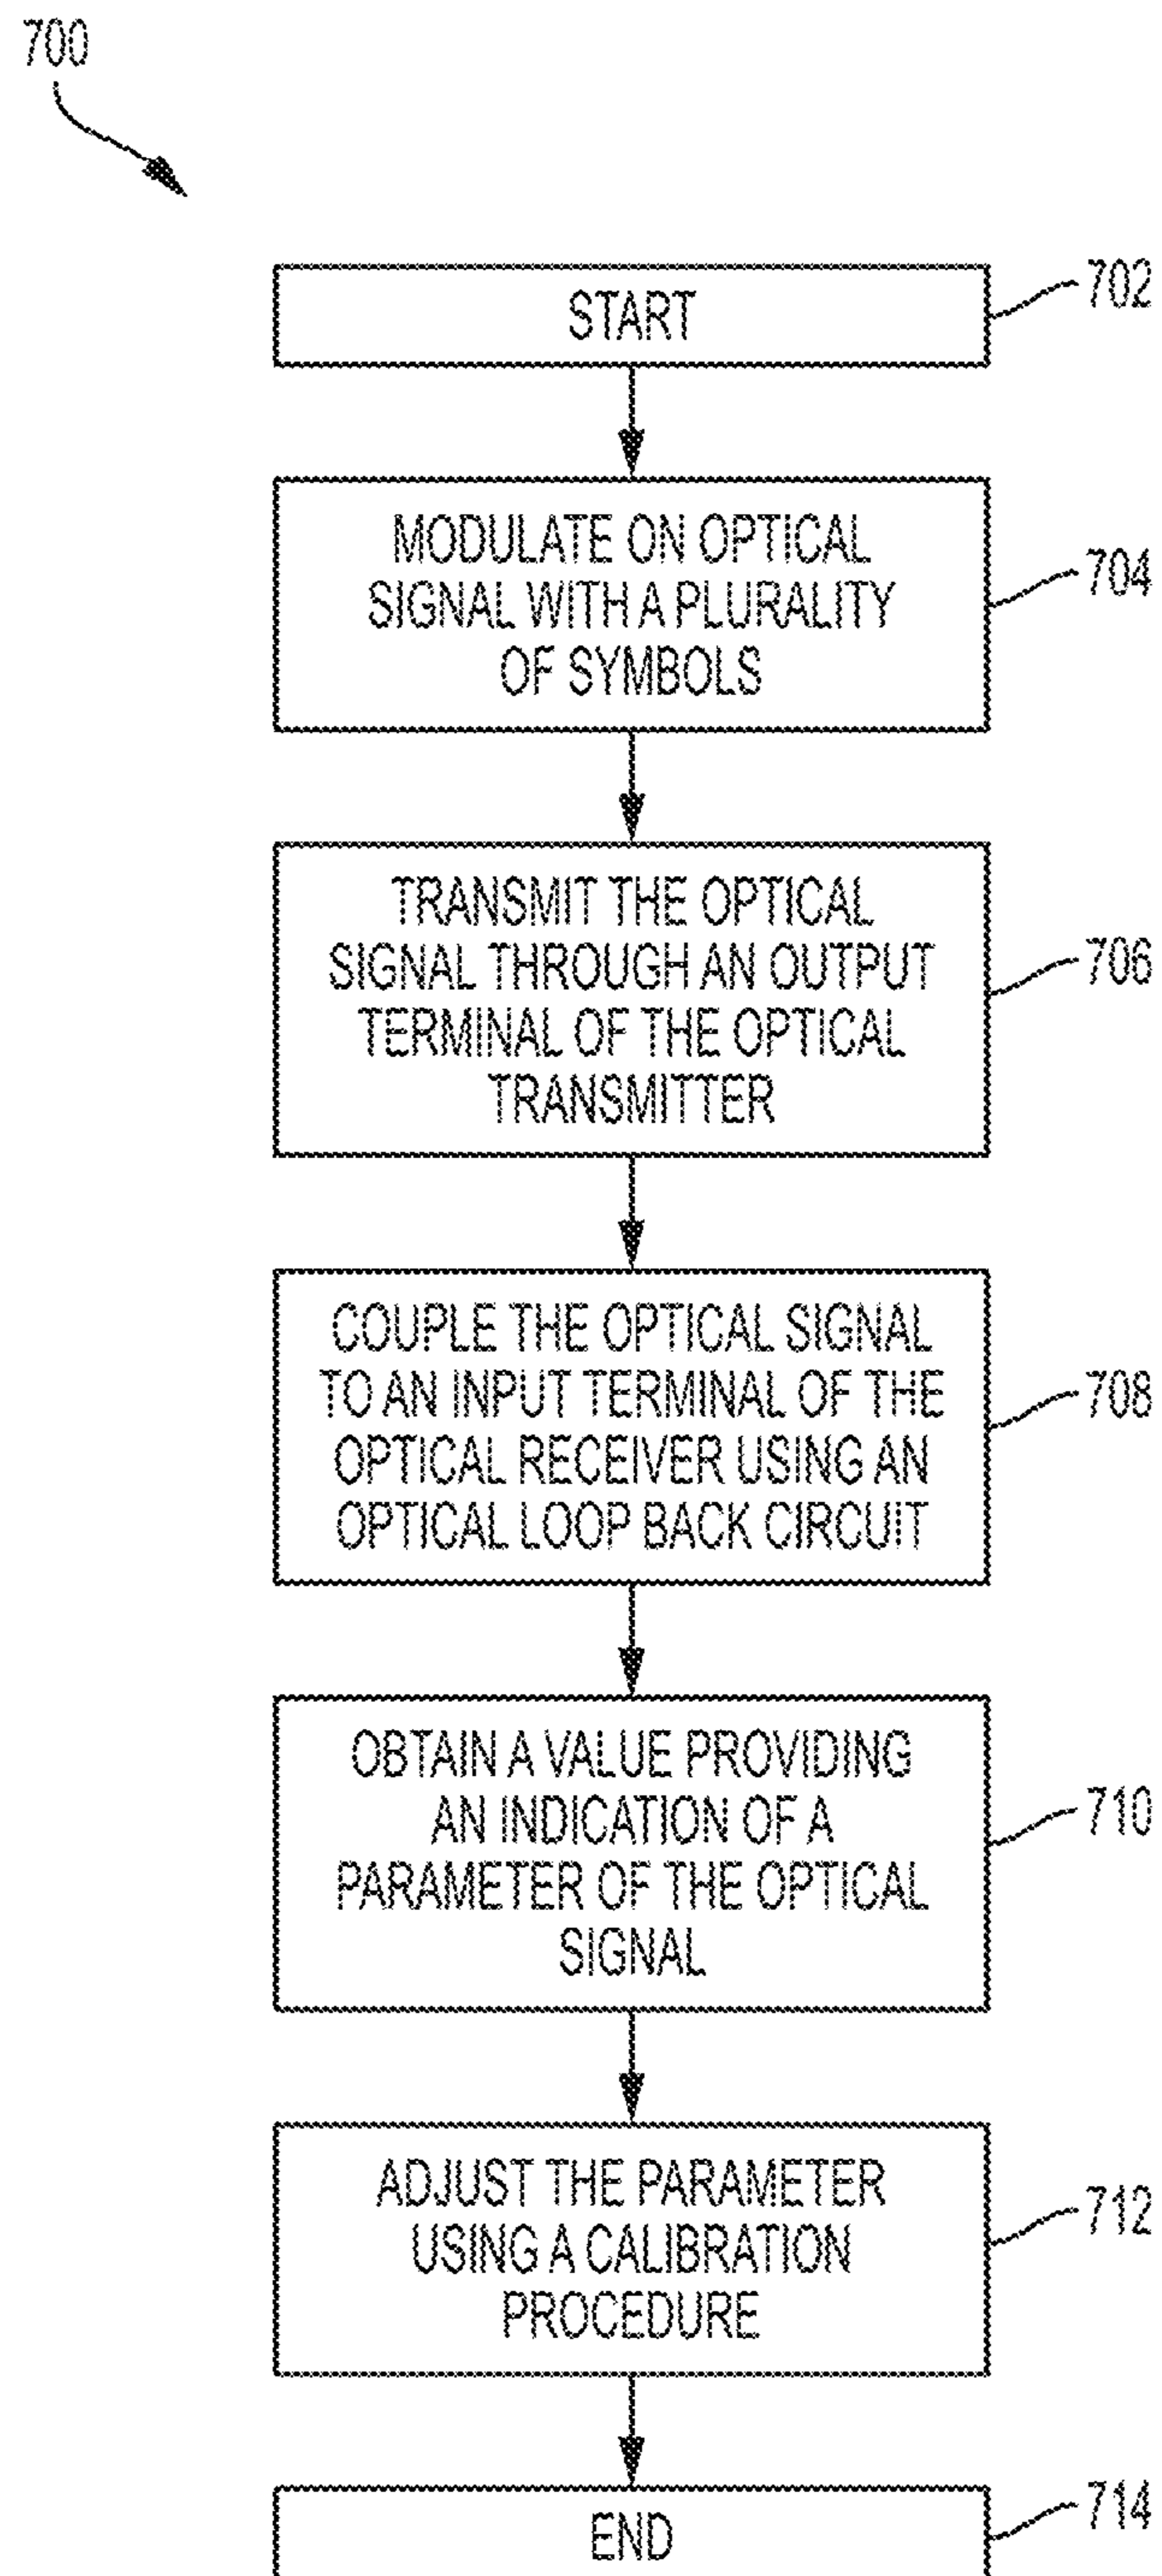 700
START
702
MODULATE ON OPTICAL
SIGNAL WITH A PLURALITY
OF SYMBOLS
704
TRANSMIT THE OPTICAL
SIGNAL THROUGH AN OUTPUT
TERMINAL OF THE OPTICAL
TRANSMITTER
706
COUPLE THE OPTICAL SIGNAL
TO AN INPUT TERMINAL OF THE
OPTICAL RECEIVER USING AN
OPTICAL LOOP BACK CIRCUIT
708
OBTAIN A VALUE PROVIDING
AN INDICATION OF A
PARAMETER OF THE OPTICAL
SIGNAL
710
ADJUST THE PARAMETER
USING A CALIBRATION
PROCEDURE
712
END
714